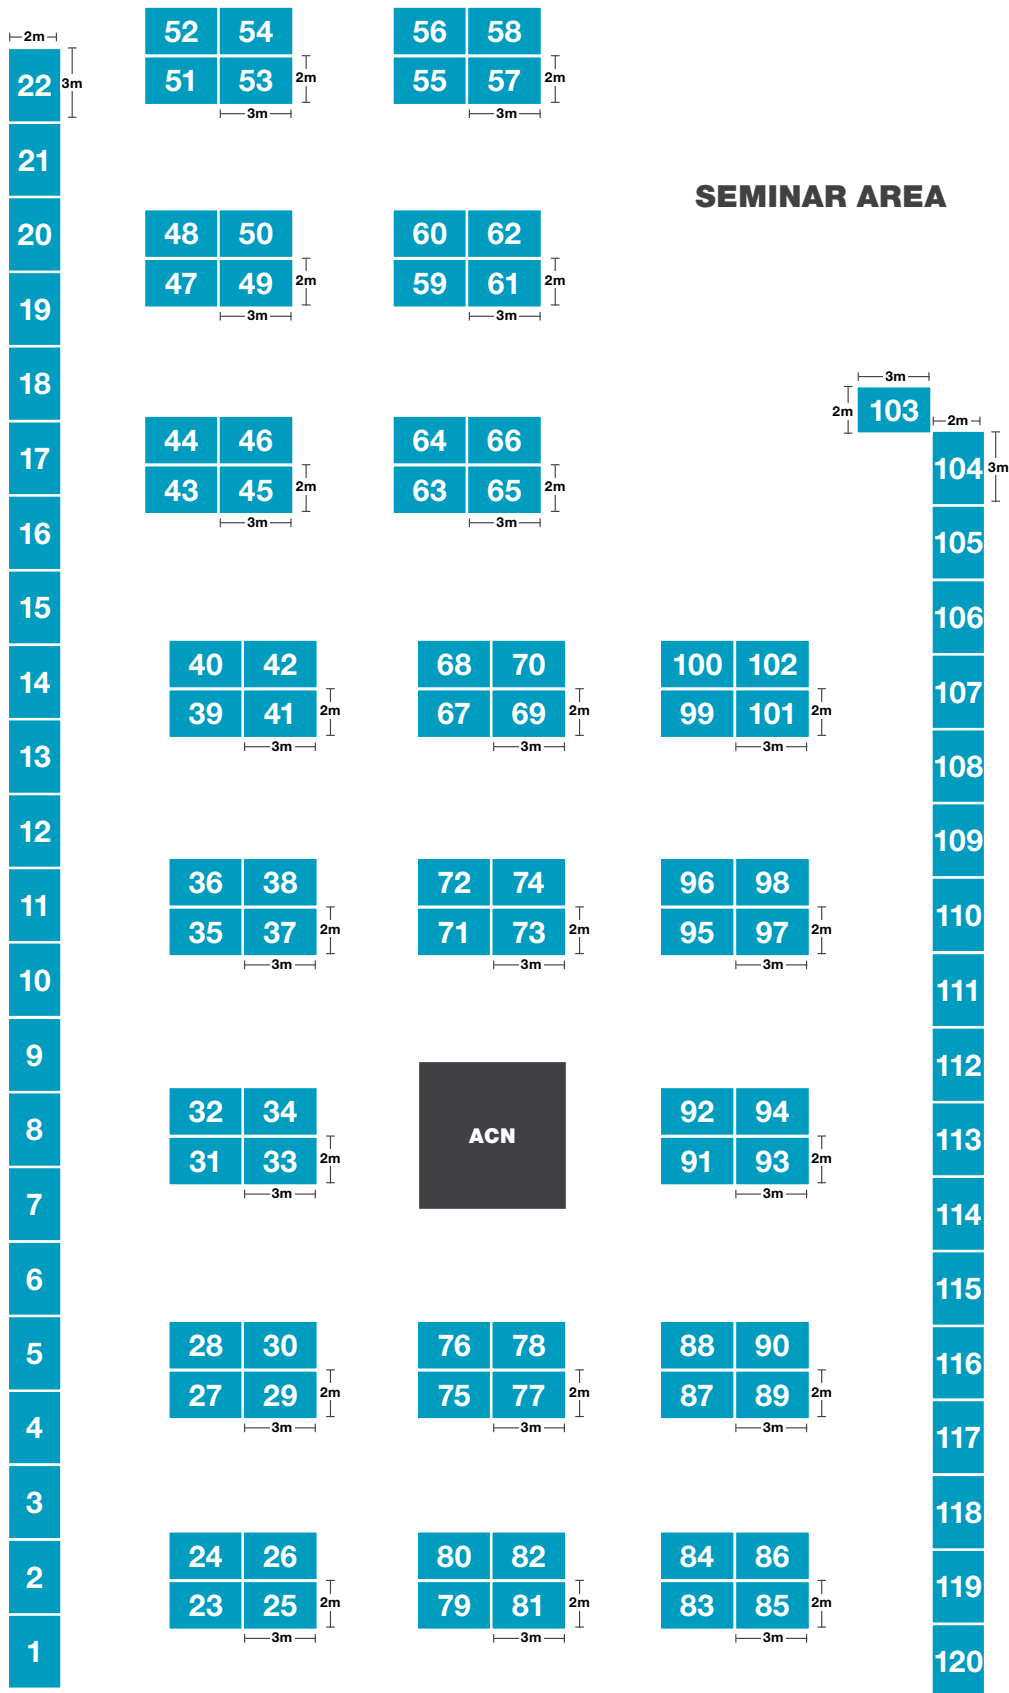 2m
22
3m
21
20
19
18
17
16
15
14
13
12
11
10
9
8
7
6
5
4
3
2
1
52 54
51 53 2m
3m
56 58
55 57 2m
3m
SEMINAR AREA
48 50
47 49 2m
3m
60 62
59 61 2m
3m
44 46
43 45 2m
3m
64 66
63 65 2m
3m
40 42
39 41 2m
3m
68 70
67 69 2m
3m
100 102
99 101 2m
3m
36 38
35 37 2m
3m
72 74
71 73 2m
3m
96 98
95 97 2m
3m
32 34
31 33 2m
3m
ACN
92 94
91 93 2m
3m
28 30
27 29 2m
3m
76 78
75 77 2m
3m
88 90
87 89 2m
3m
24 26
23 25 2m
3m
80 82
79 81 2m
3m
84 86
83 85 2m
3m
3m
2m 103
2m
104 3m
105
106
107
108
109
110
111
112
113
114
115
116
117
118
119
120